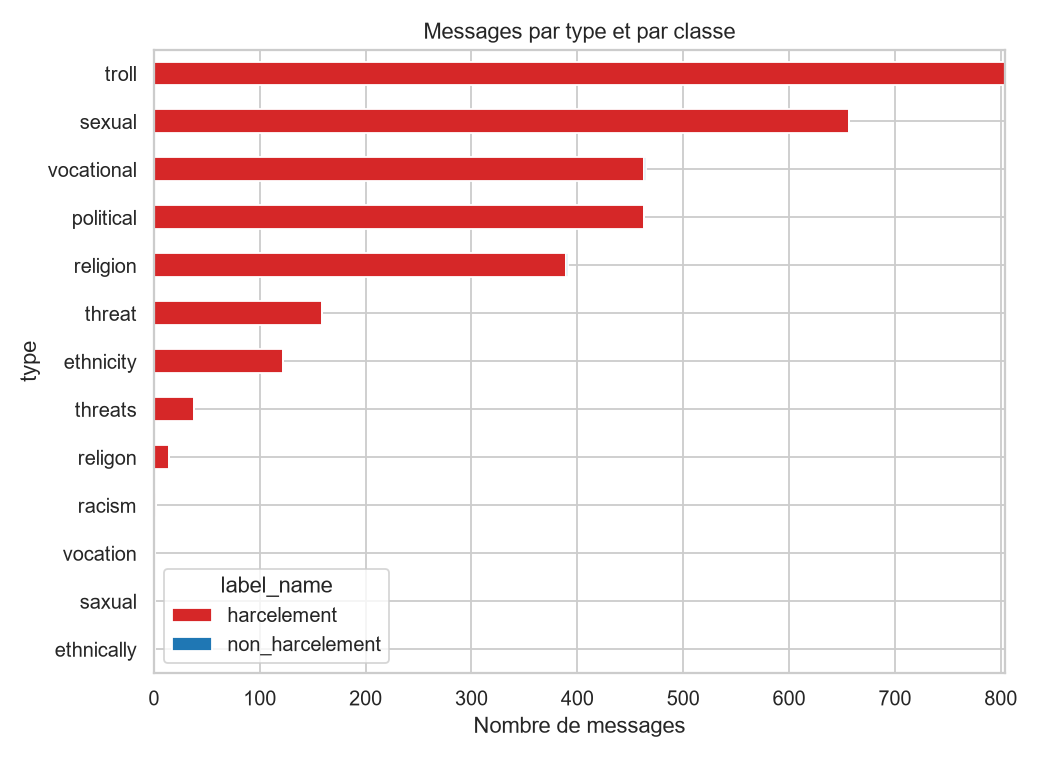 Messages par type et par classe
troll
sexual
vocational
political
religion
threat
ethnicity
threats
religon
racism
vocation
saxual
ethnically
type
label_name
harcelement
non_harcelement
0 100 200 300 400 500 600 700 800
Nombre de messages